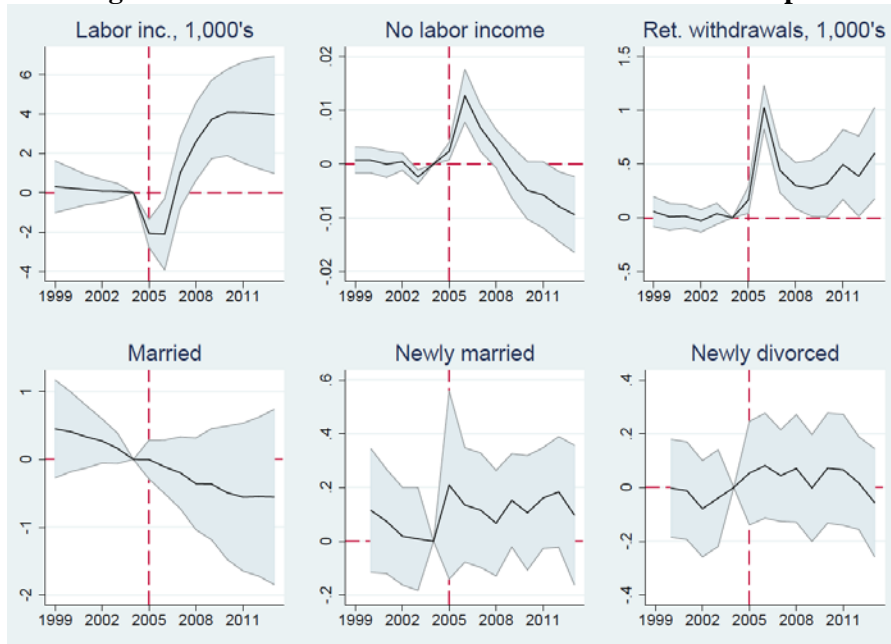 Labor inc., 1,000's
6
4
2
0
-2
-4
1999 2002 2005 2008 2011
No labor income
.02
.01
0
-.01
-.02
1999 2002 2005 2008 2011
Ret. withdrawals, 1,000's
1.5
1
.5
0
-.5
1999 2002 2005 2008 2011
Married
1
0
-1
-2
1999 2002 2005 2008 2011
Newly married
.6
.4
.2
0
-.2
1999 2002 2005 2008 2011
Newly divorced
.4
.2
0
-.2
-.4
1999 2002 2005 2008 2011